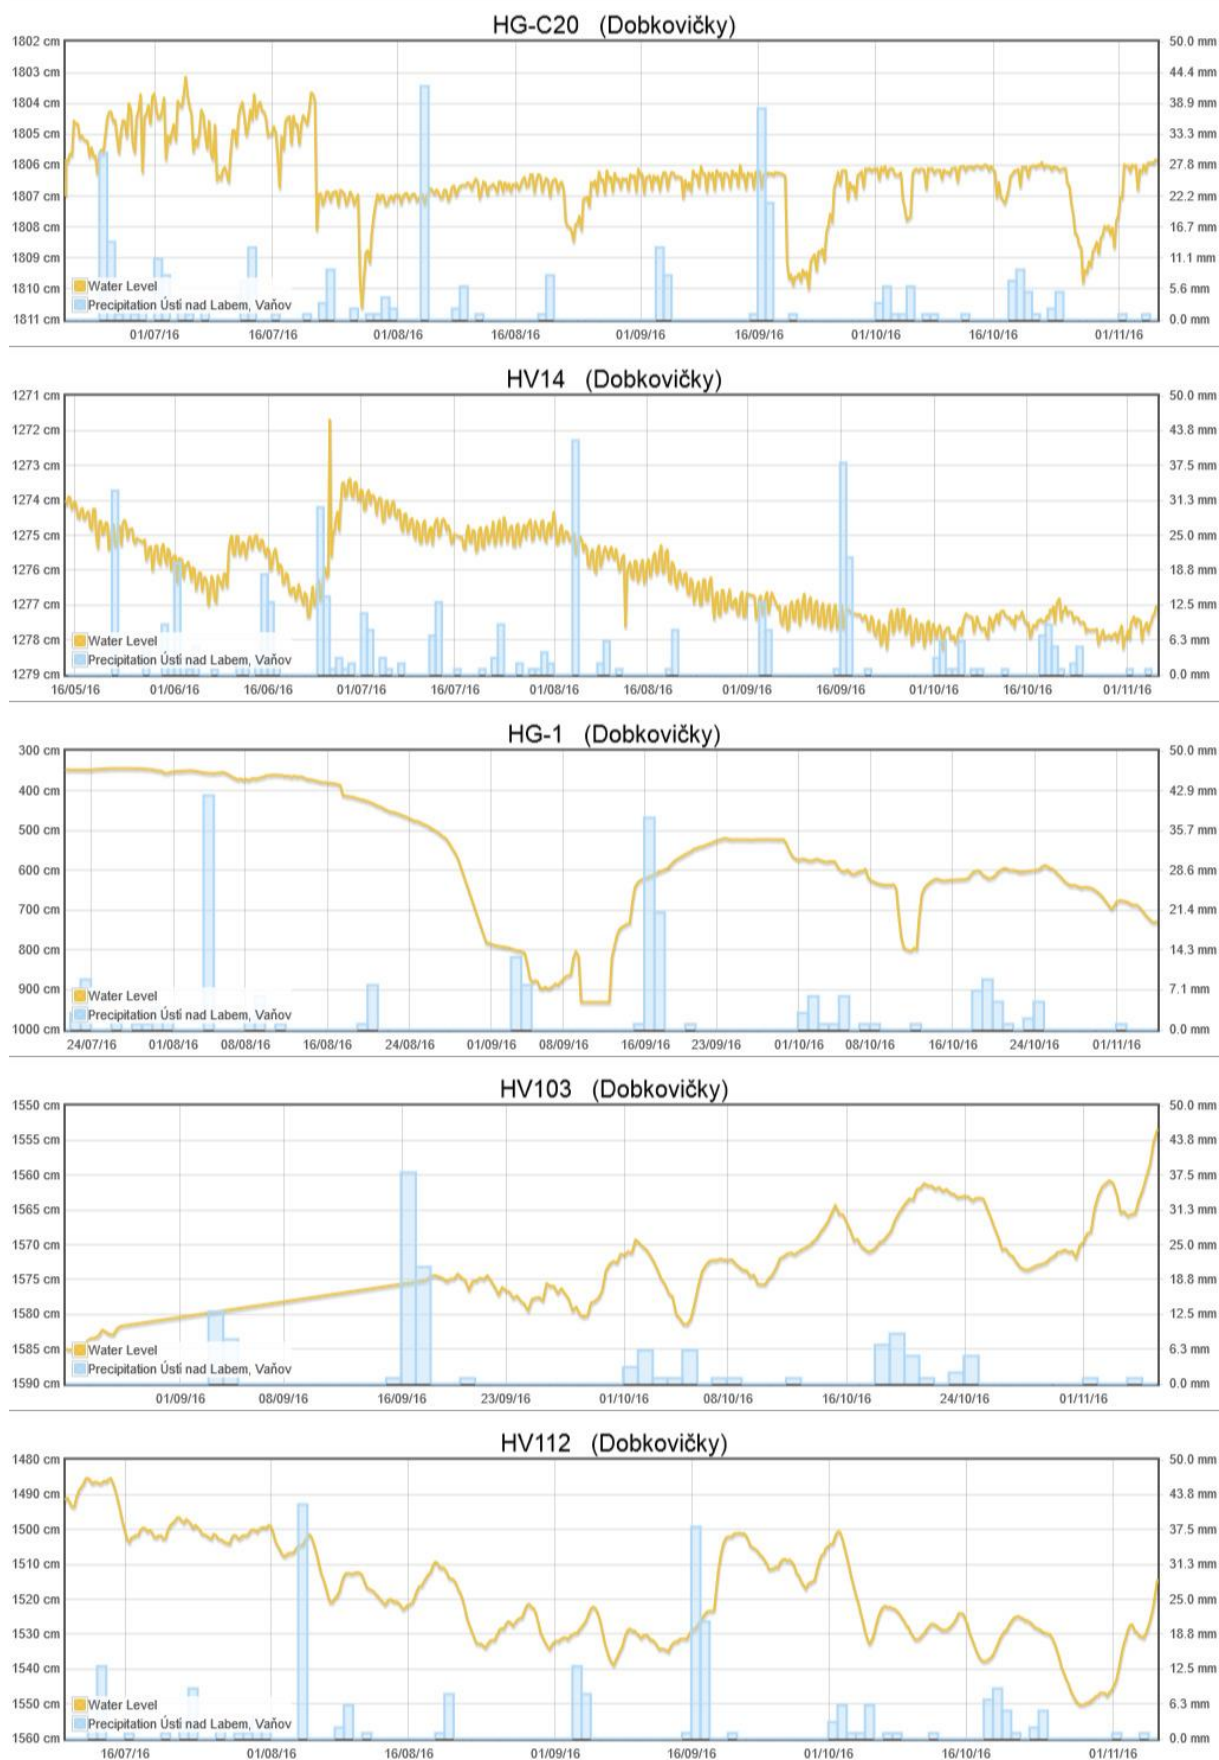 HG-C20 (Dobkovičky)
1802 cm 50.0 mm
1803 cm 44.4 mm
1804 cm 38.9 mm
1805 cm 33.3 mm
1806 cm 27.8 mm
1807 cm 22.2 mm
1808 cm 16.7 mm
1809 cm 11.1 mm
Water Level
1810 cm 5.6 mm
Precipitation Ústí nad Labem, Vaňov
1811 cm 0.0 mm
01/07/16 16/07/16 01/08/16 16/08/16 01/09/16 16/09/16 01/10/16 16/10/16 01/11/16
HV14 (Dobkovičky)
1271 cm 50.0 mm
1272 cm 43.8 mm
1273 cm 37.5 mm
1274 cm 31.3 mm
1275 cm 25.0 mm
1276 cm 18.8 mm
1277 cm 12.5 mm
1278 cm 6.3 mm
Water Level
Precipitation Ústí nad Labem, Vaňov
1279 cm 0.0 mm
16/05/16 01/06/16 16/06/16 01/07/16 16/07/16 01/08/16 16/08/16 01/09/16 16/09/16 01/10/16 16/10/16 01/11/16
HG-1 (Dobkovičky)
300 cm 50.0 mm
400 cm 42.9 mm
500 cm 35.7 mm
600 cm 28.6 mm
700 cm 21.4 mm
800 cm 14.3 mm
900 cm 7.1 mm
Water Level
Precipitation Ústí nad Labem, Vaňov
1000 cm 0.0 mm
24/07/16 01/08/16 08/08/16 16/08/16 24/08/16 01/09/16 08/09/16 16/09/16 23/09/16 01/10/16 08/10/16 16/10/16 24/10/16 01/11/16
HV103 (Dobkovičky)
1550 cm 50.0 mm
1555 cm 43.8 mm
1560 cm 37.5 mm
1565 cm 31.3 mm
1570 cm 25.0 mm
1575 cm 18.8 mm
1580 cm 12.5 mm
1585 cm 6.3 mm
Water Level
Precipitation Ústí nad Labem, Vaňov
1590 cm 0.0 mm
01/09/16 08/09/16 16/09/16 23/09/16 01/10/16 08/10/16 16/10/16 24/10/16 01/11/16
HV112 (Dobkovičky)
1480 cm 50.0 mm
1490 cm 43.8 mm
1500 cm 37.5 mm
1510 cm 31.3 mm
1520 cm 25.0 mm
1530 cm 18.8 mm
1540 cm 12.5 mm
1550 cm 6.3 mm
Water Level
Precipitation Ústí nad Labem, Vaňov
1560 cm 0.0 mm
16/07/16 01/08/16 16/08/16 01/09/16 16/09/16 01/10/16 16/10/16 01/11/16